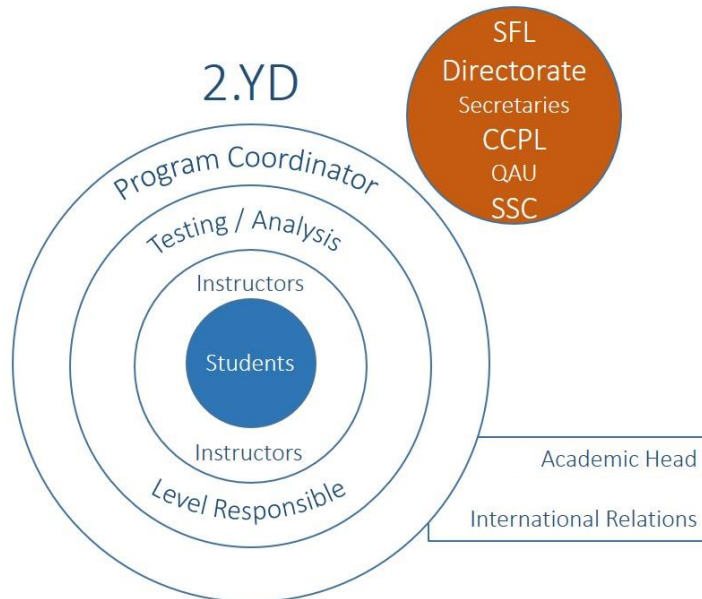 SFL
Directorate
Secretaries
CCPL
QAU
SSC
2.YD
Program Coordinator
Testing / Analysis
Instructors
Students
Instructors
Level Responsible
Academic Head
International Relations